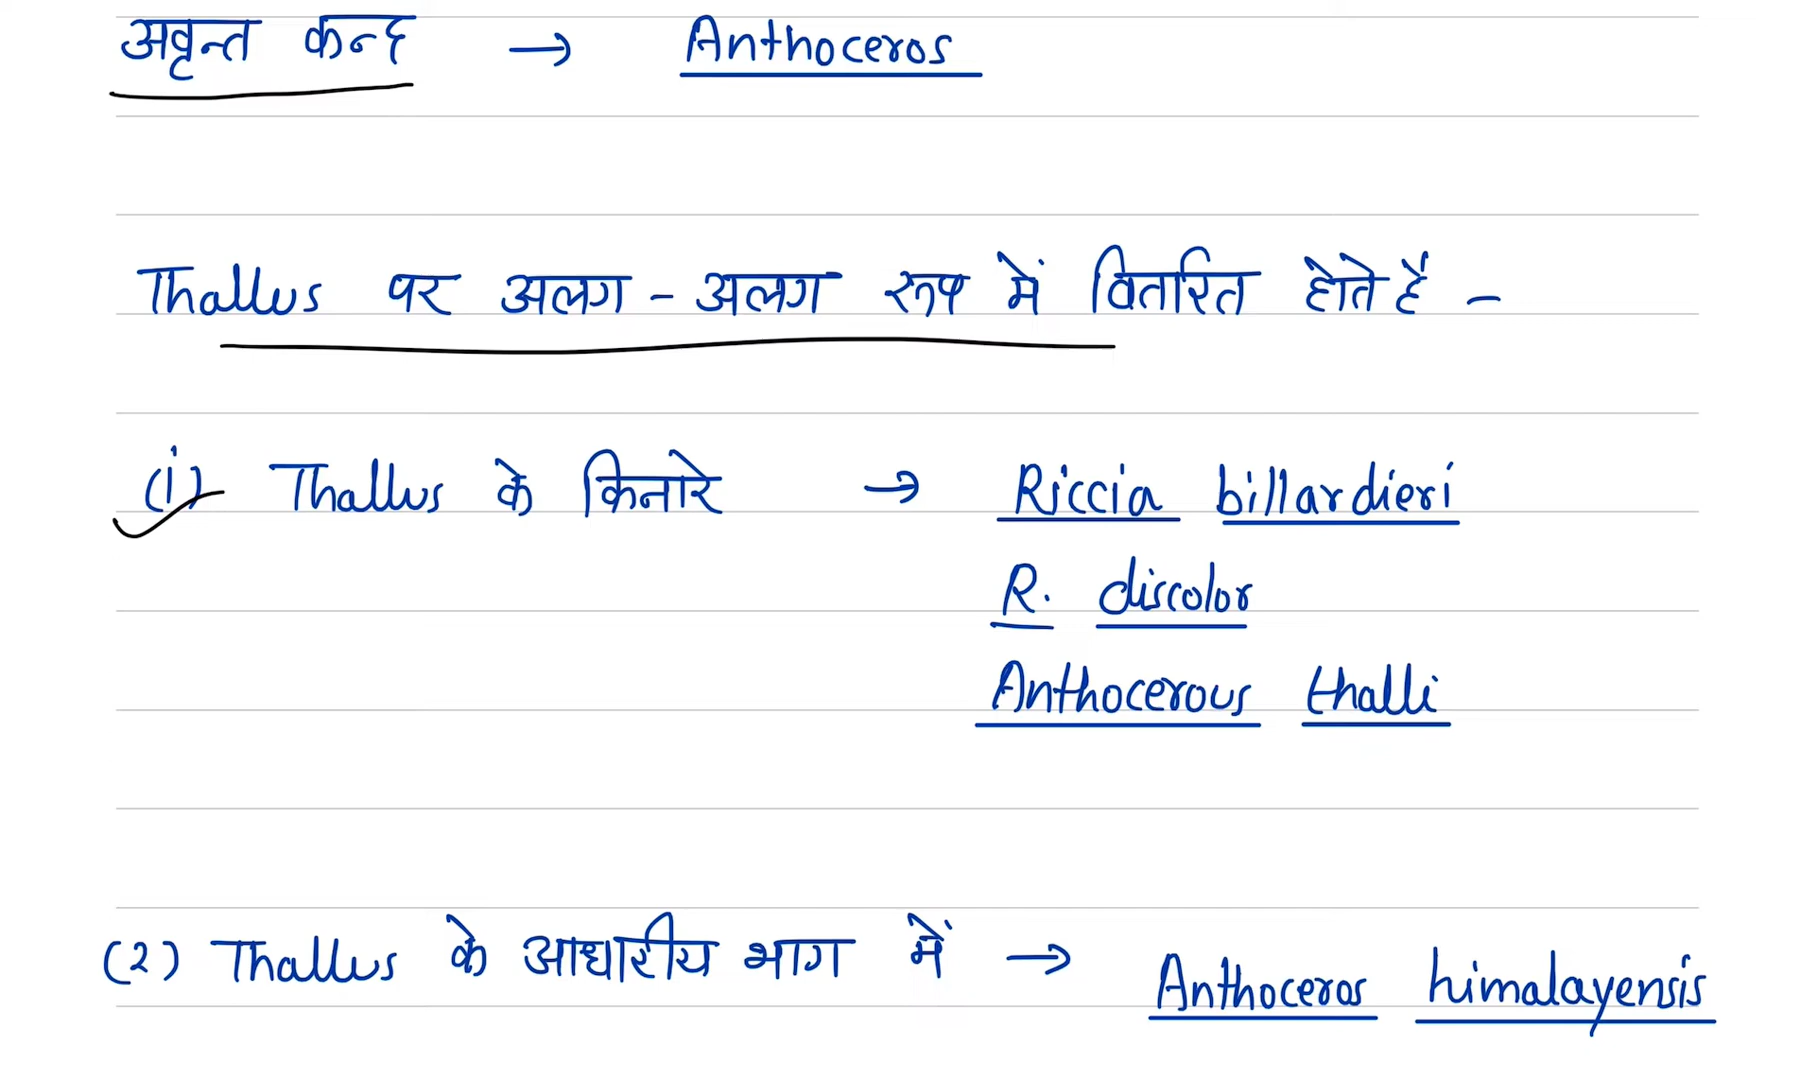 अवृन्त कन्द → Anthoceros
Thallus पर अलग - अलग रूप में वितरित होते हैं -
(i) Thallus के किनारे → Riccia billardieri
R. discolor
Anthocerous thalli
(2) Thallus के आधारीय भाग में → Anthoceros himalayensis